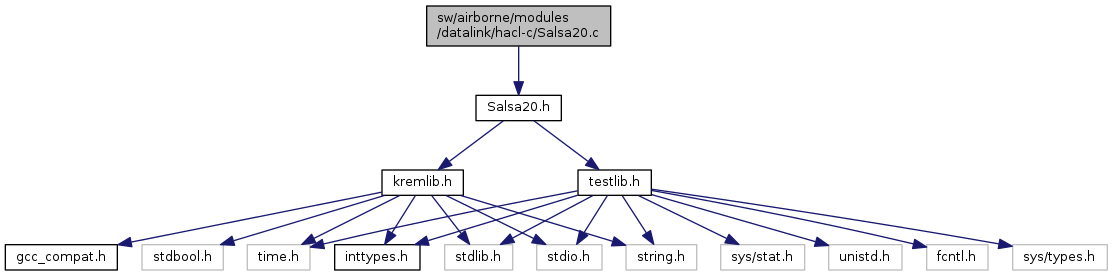 sw/airborne/modules
/datalink/hacl-c/Salsa20.c
Salsa20.h
kremlib.h
testlib.h
gcc_compat.h
stdbool.h
time.h
inttypes.h
stdlib.h
stdio.h
string.h
sys/stat.h
unistd.h
fcntl.h
sys/types.h